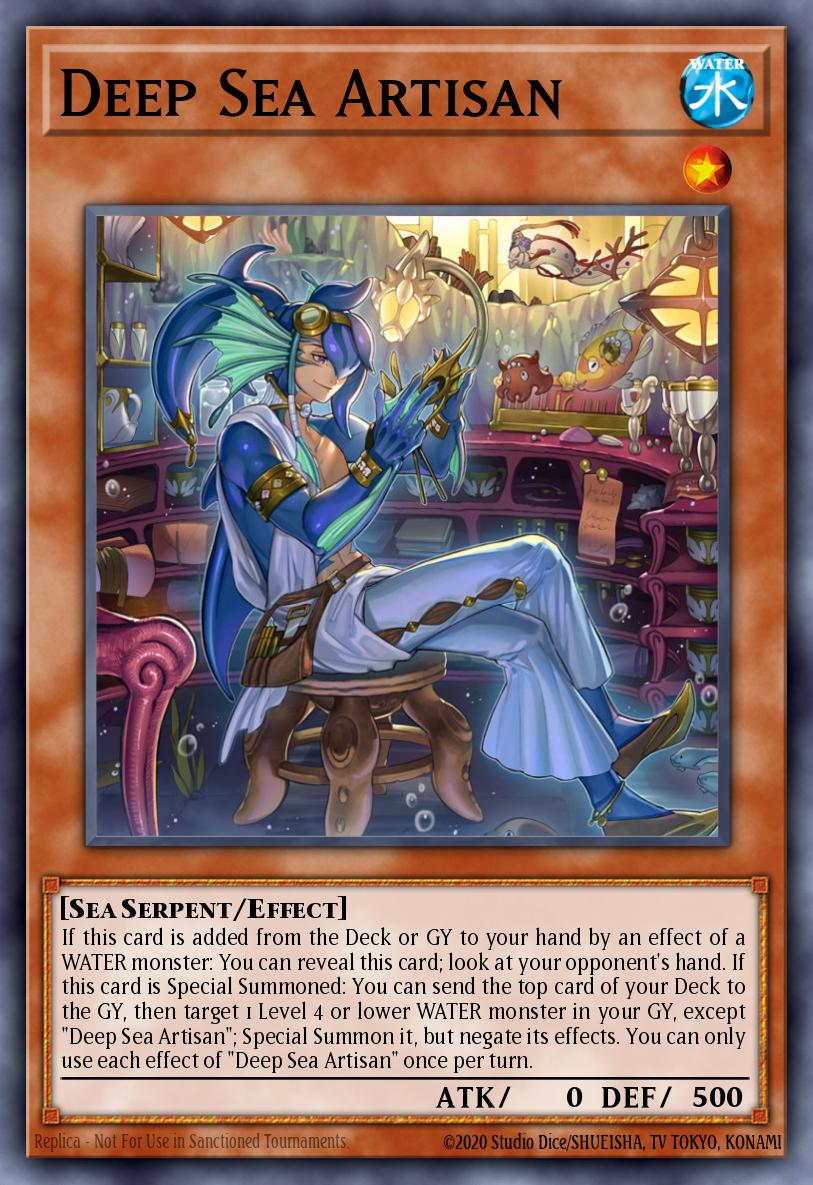 Deep Sea Artisan
WATER
水
[Sea Serpent/Effect]
If this card is added from the Deck or GY to your hand by an effect of a
WATER monster: You can reveal this card; look at your opponent's hand. If
this card is Special Summoned: You can send the top card of your Deck to
the GY, then target 1 Level 4 or lower WATER monster in your GY, except
"Deep Sea Artisan"; Special Summon it, but negate its effects. You can only
use each effect of "Deep Sea Artisan" once per turn.
ATK/ 0 DEF/ 500
Replica - Not For Use in Sanctioned Tournaments.
©2020 Studio Dice/SHUEISHA, TV TOKYO, KONAMI